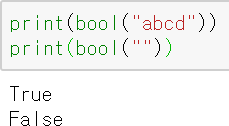 print(bool("abcd"))
print(bool(""))
True
False